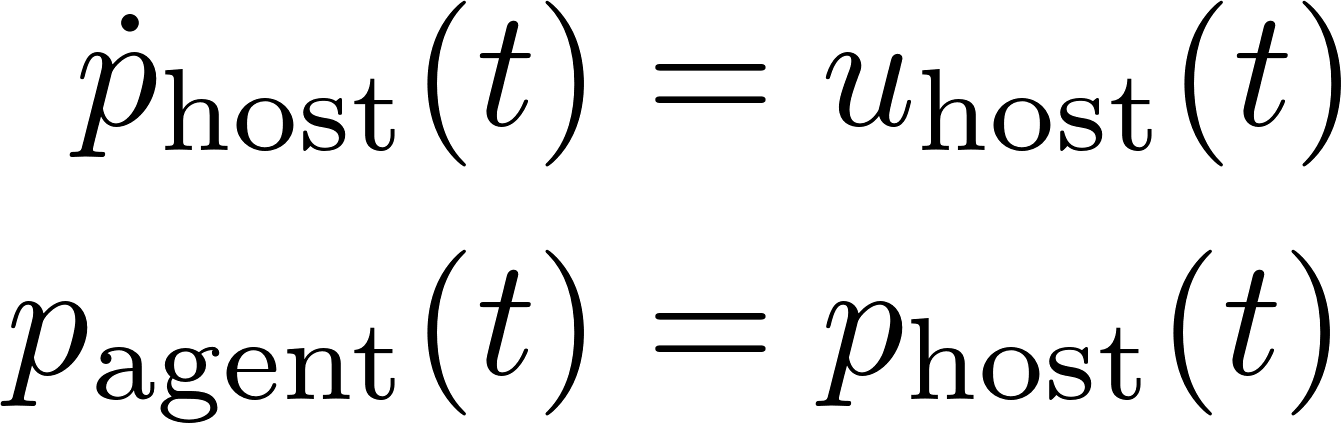 ṗ_host(t) = u_host(t)
p_agent(t) = p_host(t)